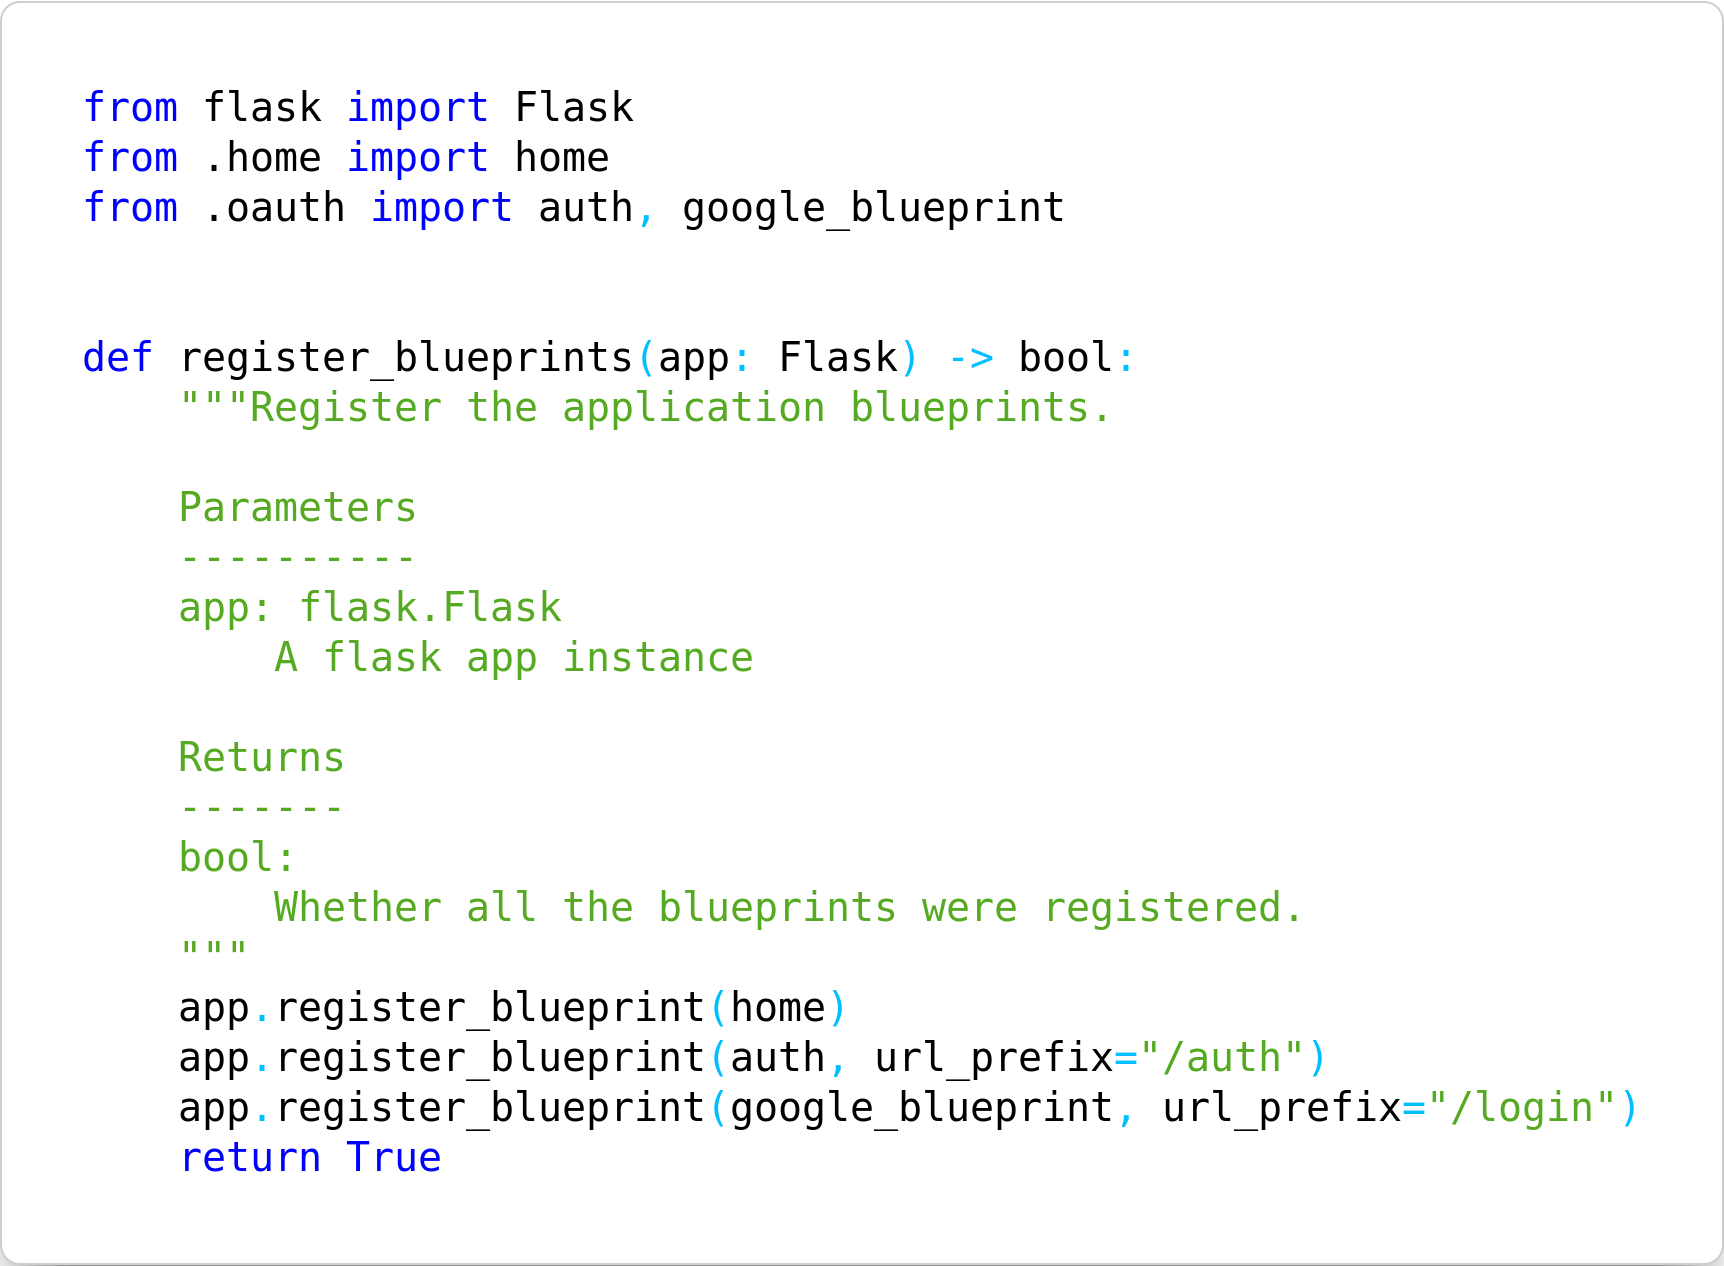 from flask import Flask
from .home import home
from .oauth import auth, google_blueprint


def register_blueprints(app: Flask) -> bool:
    """Register the application blueprints.

    Parameters
    ----------
    app: flask.Flask
        A flask app instance

    Returns
    -------
    bool:
        Whether all the blueprints were registered.
    """
    app.register_blueprint(home)
    app.register_blueprint(auth, url_prefix="/auth")
    app.register_blueprint(google_blueprint, url_prefix="/login")
    return True